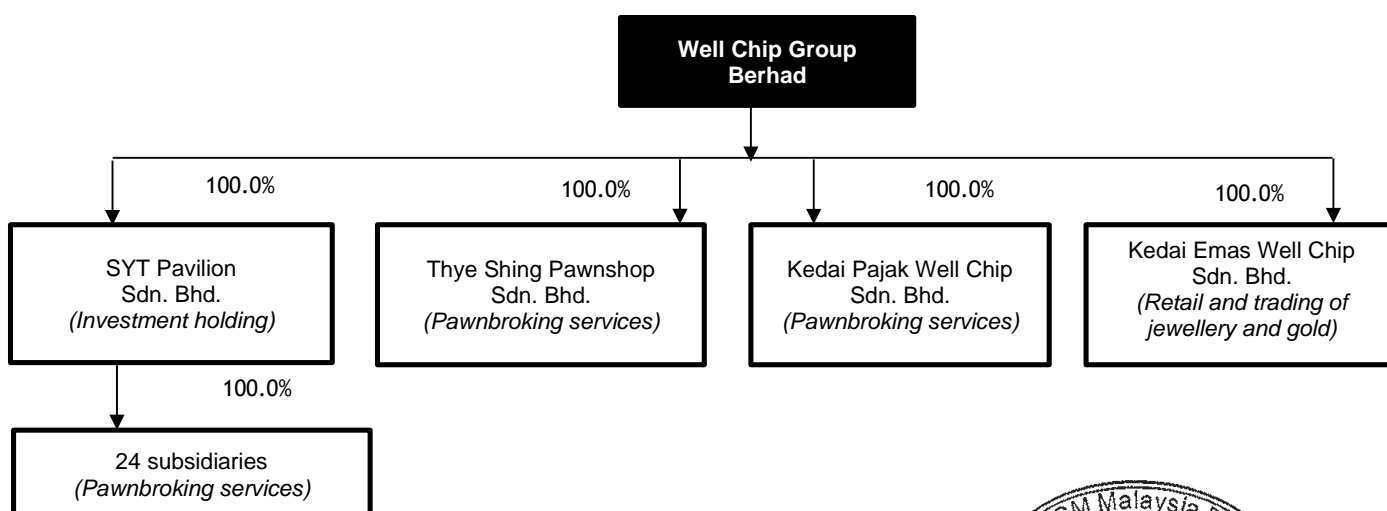 Well Chip Group
Berhad
100.0%
100.0%
100.0%
100.0%
SYT Pavilion
Sdn. Bhd.
(Investment holding)
Thye Shing Pawnshop
Sdn. Bhd.
(Pawnbroking services)
Kedai Pajak Well Chip
Sdn. Bhd.
(Pawnbroking services)
Kedai Emas Well Chip
Sdn. Bhd.
(Retail and trading of
jewellery and gold)
100.0%
24 subsidiaries
(Pawnbroking services)
Malaysia